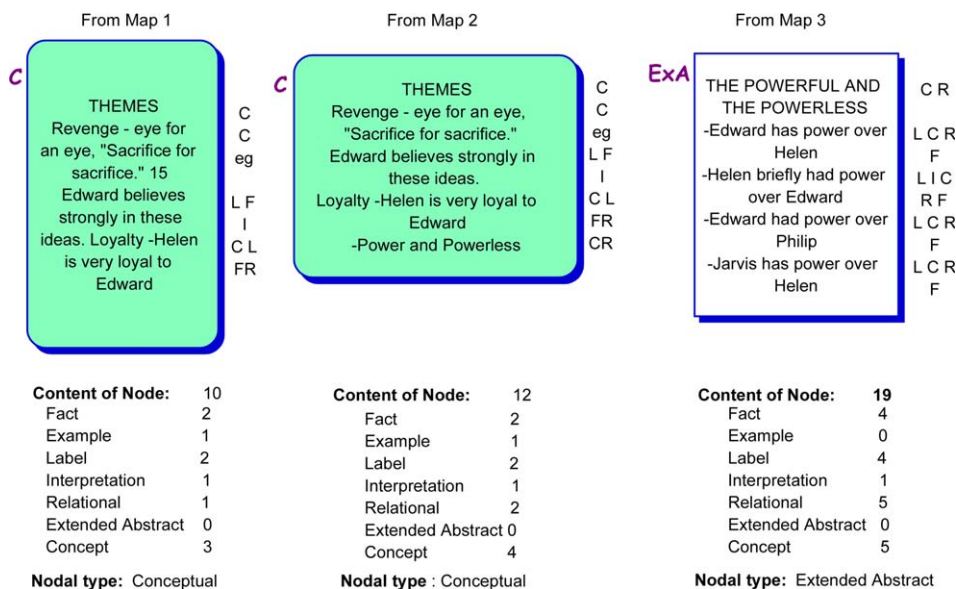 From Map 1
C
THEMES
Revenge - eye for
an eye, "Sacrifice for
sacrifice." 15
Edward believes
strongly in these
ideas. Loyalty -Helen
is very loyal to
Edward
C
C
eg
L F
I
C L
FR
Content of Node: 10
Fact 2
Example 1
Label 2
Interpretation 1
Relational 1
Extended Abstract 0
Concept 3
Nodal type: Conceptual
From Map 2
C
THEMES
Revenge - eye for an eye,
"Sacrifice for sacrifice."
Edward believes strongly in
these ideas.
Loyalty -Helen is very loyal to
Edward
-Power and Powerless
C
C
eg
L F
I
C L
FR
CR
Content of Node: 12
Fact 2
Example 1
Label 2
Interpretation 1
Relational 2
Extended Abstract 0
Concept 4
Nodal type : Conceptual
From Map 3
ExA
THE POWERFUL AND
THE POWERLESS
-Edward has power over
Helen
-Helen briefly had power
over Edward
-Edward had power over
Philip
-Jarvis has power over
Helen
C R
L C R
F
L I C
R F
L C R
F
L C R
F
Content of Node: 19
Fact 4
Example 0
Label 4
Interpretation 1
Relational 5
Extended Abstract 0
Concept 5
Nodal type: Extended Abstract